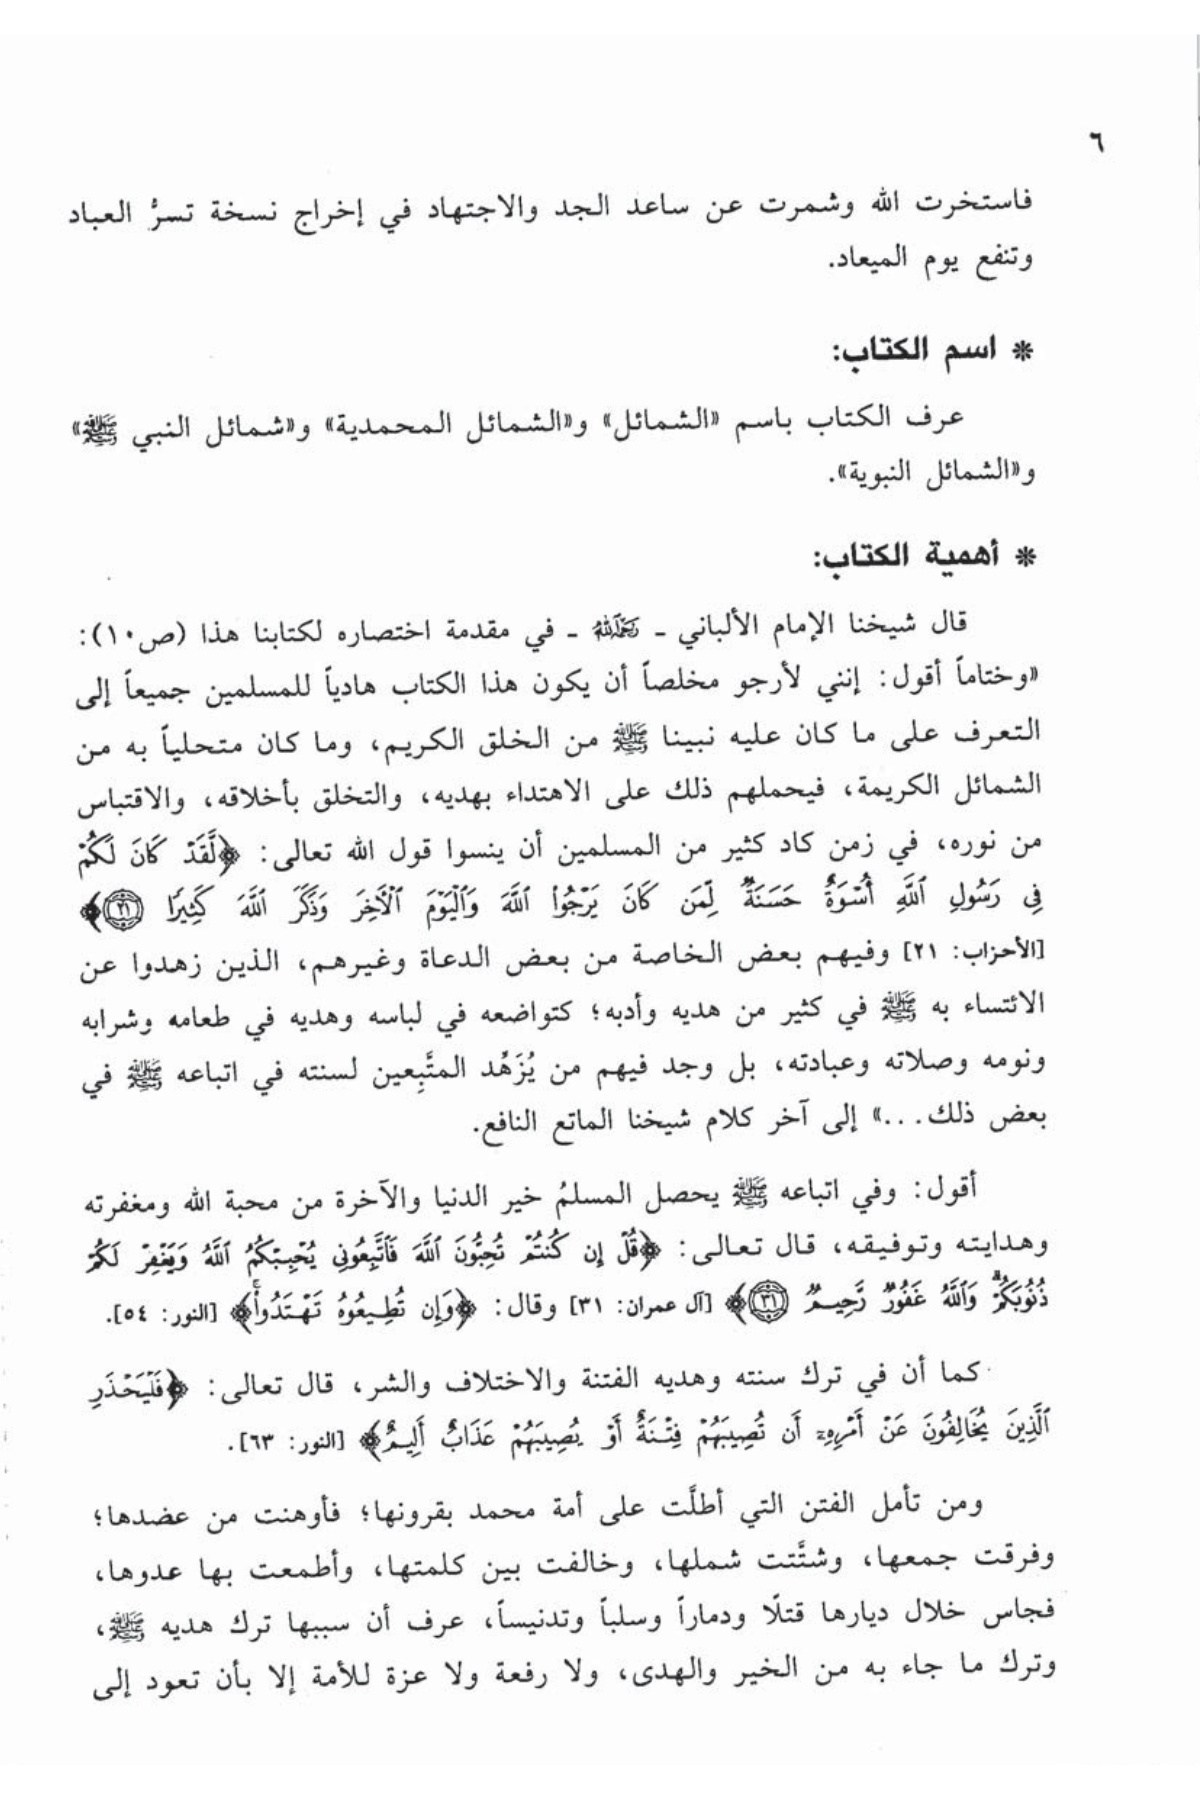 ٦
فاستخرت الله وشمرت عن ساعد الجد والاجتهاد في إخراج نسخة تسرُّ العباد
وتنفع يوم الميعاد.
❊ اسم الكتاب:
عرف الكتاب باسم «الشمائل» و«الشمائل المحمدية» و«شمائل النبي ﷺ»
و«الشمائل النبوية».
❊ أهمية الكتاب:
قال شيخنا الإمام الألباني ـ رحمه الله ـ في مقدمة اختصاره لكتابنا هذا (ص١٠):
«وختاماً أقول: إنني لأرجو مخلصاً أن يكون هذا الكتاب هادياً للمسلمين جميعاً إلى
التعرف على ما كان عليه نبينا ﷺ من الخلق الكريم، وما كان متحلياً به من
الشمائل الكريمة، فيحملهم ذلك على الاهتداء بهديه، والتخلق بأخلاقه، والاقتباس
من نوره، في زمن كاد كثير من المسلمين أن ينسوا قول الله تعالى: ﴿لَّقَدۡ كَانَ لَكُمۡ
فِي رَسُولِ ٱللَّهِ أُسۡوَةٌ حَسَنَةٞ لِّمَن كَانَ يَرۡجُواْ ٱللَّهَ وَٱلۡيَوۡمَ ٱلۡأٓخِرَ وَذَكَرَ ٱللَّهَ كَثِيرٗا ٢١﴾
[الأحزاب: ٢١] وفيهم بعض الخاصة من بعض الدعاة وغيرهم، الذين زهدوا عن
الائتساء به ﷺ في كثير من هديه وأدبه؛ كتواضعه في لباسه وهديه في طعامه وشرابه
ونومه وصلاته وعبادته، بل وجد فيهم من يُزَهِّد المتَّبِعين لسنته في اتباعه ﷺ في
بعض ذلك...» إلى آخر كلام شيخنا الماتع النافع.
أقول: وفي اتباعه ﷺ يحصل المسلمُ خير الدنيا والآخرة من محبة الله ومغفرته
وهدايته وتوفيقه، قال تعالى: ﴿قُلۡ إِن كُنتُمۡ تُحِبُّونَ ٱللَّهَ فَٱتَّبِعُونِي يُحۡبِبۡكُمُ ٱللَّهُ وَيَغۡفِرۡ لَكُمۡ
ذُنُوبَكُمۡۚ وَٱللَّهُ غَفُورٞ رَّحِيمٞ ٣١﴾ [آل عمران: ٣١] وقال: ﴿وَإِن تُطِيعُوهُ تَهۡتَدُواْۚ﴾ [النور: ٥٤].
كما أن في ترك سنته وهديه الفتنة والاختلاف والشر، قال تعالى: ﴿فَلۡيَحۡذَرِ
ٱلَّذِينَ يُخَالِفُونَ عَنۡ أَمۡرِهِۦٓ أَن تُصِيبَهُمۡ فِتۡنَةٌ أَوۡ يُصِيبَهُمۡ عَذَابٌ أَلِيمٌ﴾ [النور: ٦٣].
ومن تأمل الفتن التي أطلَّت على أمة محمد بقرونها؛ فأوهنت من عضدها؛
وفرقت جمعها، وشتَّتت شملها، وخالفت بين كلمتها، وأطمعت بها عدوها،
فجاس خلال ديارها قتلًا ودماراً وسلباً وتدنيساً، عرف أن سببها ترك هديه ﷺ،
وترك ما جاء به من الخير والهدى، ولا رفعة ولا عزة للأمة إلا بأن تعود إلى